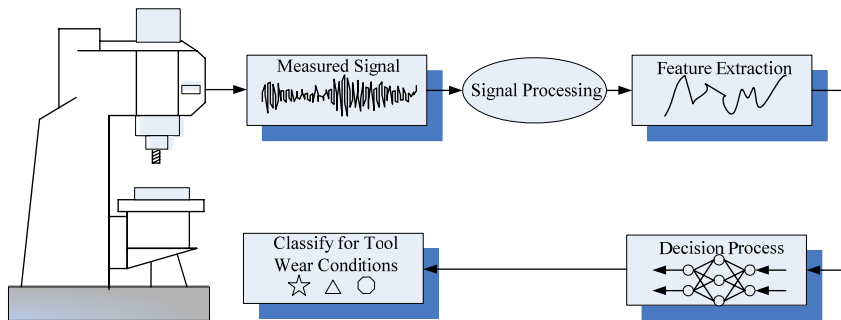 Measured Signal
Signal Processing
Feature Extraction
Decision Process
Classify for Tool
Wear Conditions